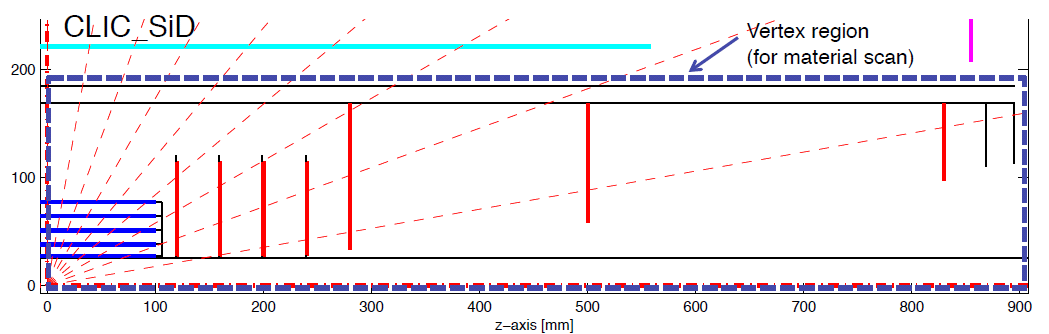 CLIC_SiD
Vertex region
(for material scan)
200
100
0
0 100 200 300 400 500 600 700 800 900
z-axis [mm]